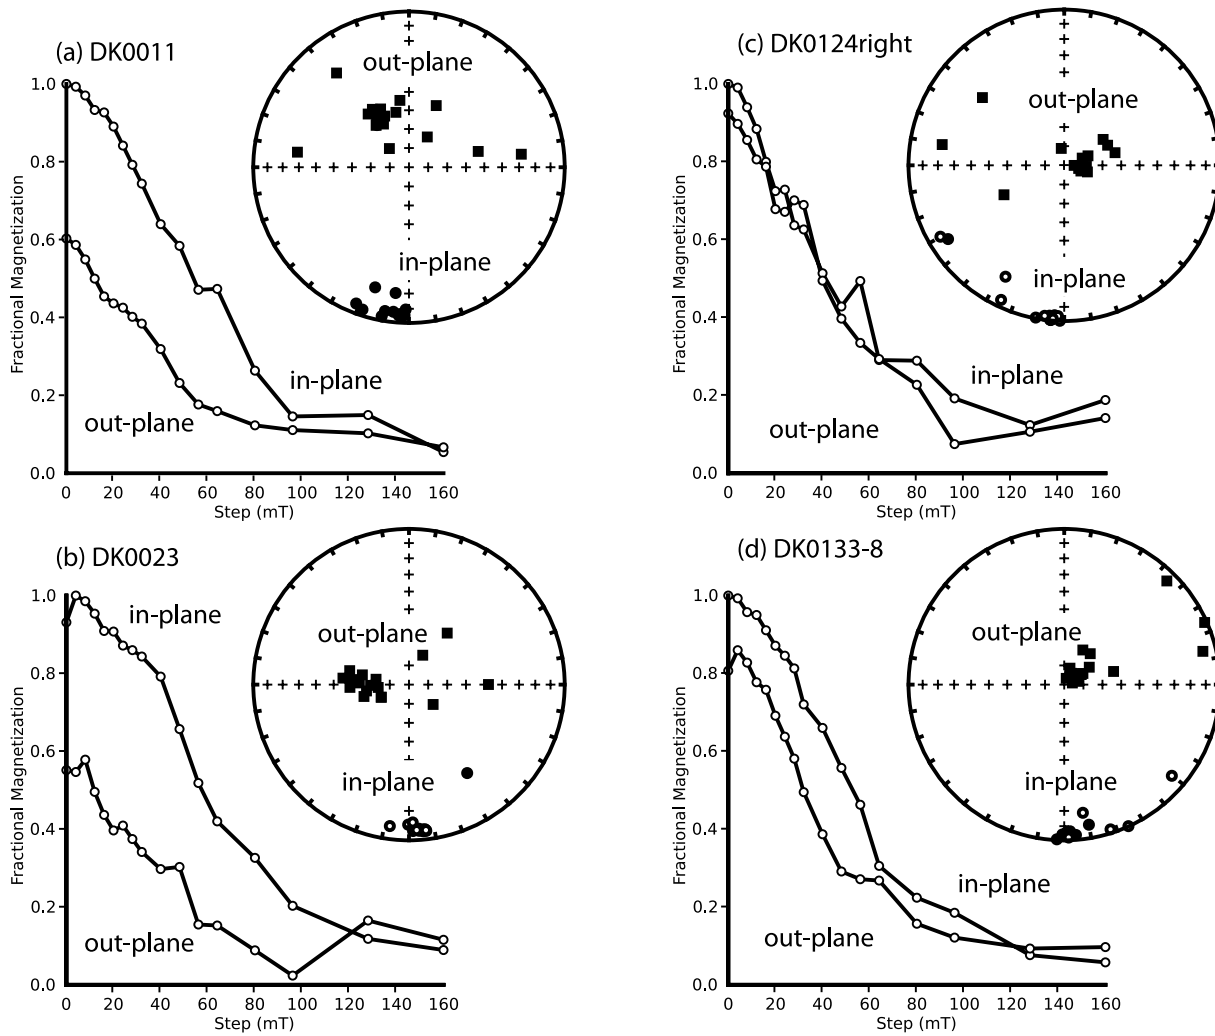 (a) DK0011
out-plane
in-plane
in-plane
out-plane
1.0
0.8
0.6
0.4
0.2
0.0
Fractional Magnetization
0 20 40 60 80 100 120 140 160
Step (mT)
(c) DK0124right
out-plane
in-plane
in-plane
out-plane
1.0
0.8
0.6
0.4
0.2
0.0
Fractional Magnetization
0 20 40 60 80 100 120 140 160
Step (mT)
(b) DK0023
in-plane
out-plane
in-plane
out-plane
1.0
0.8
0.6
0.4
0.2
0.0
Fractional Magnetization
0 20 40 60 80 100 120 140 160
Step (mT)
(d) DK0133-8
out-plane
in-plane
in-plane
out-plane
1.0
0.8
0.6
0.4
0.2
0.0
Fractional Magnetization
0 20 40 60 80 100 120 140 160
Step (mT)